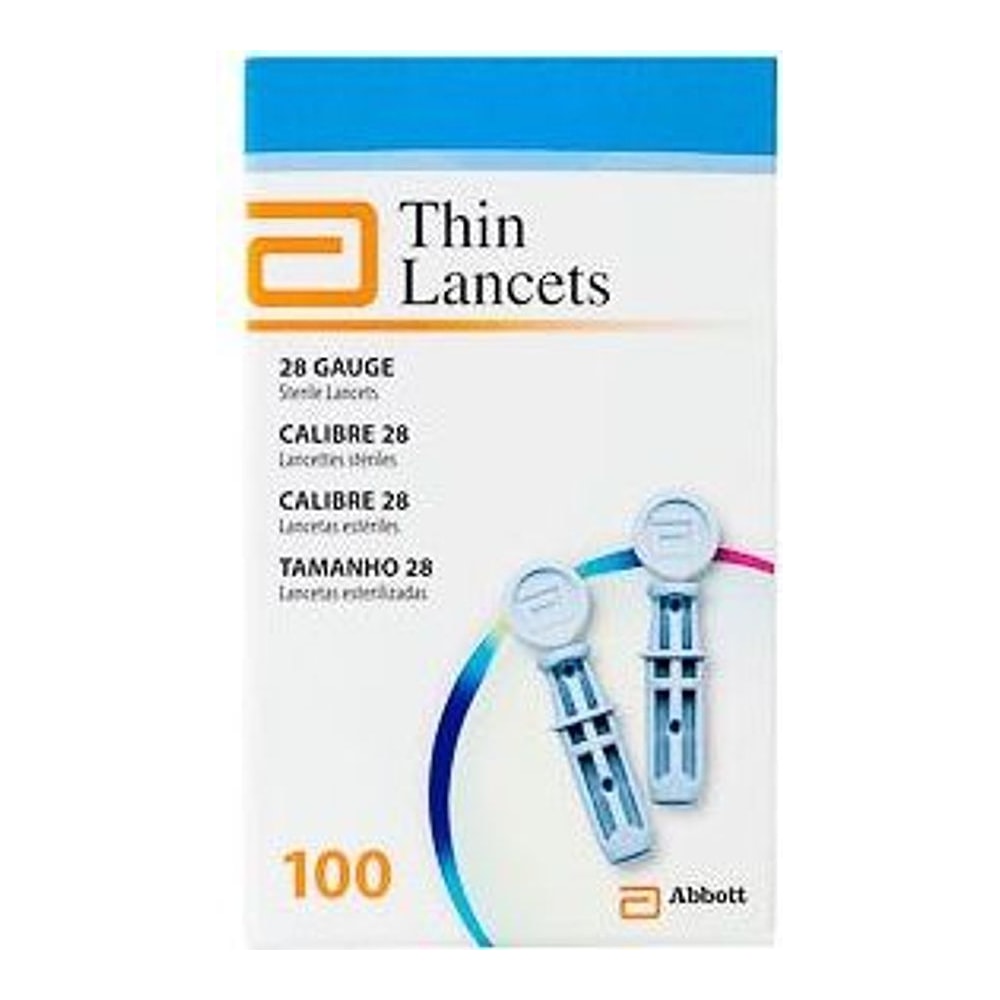 Thin
Lancets
28 GAUGE
Sterile Lancets
CALIBRE 28
Lancettes stériles
CALIBRE 28
Lancetas estériles
TAMANHO 28
Lancetas esterilizadas
100
Abbott